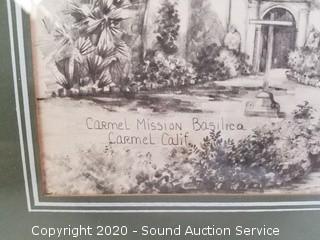 Carmel Mission Basilica
Carmel Calif.
Copyright 2020 - Sound Auction Service